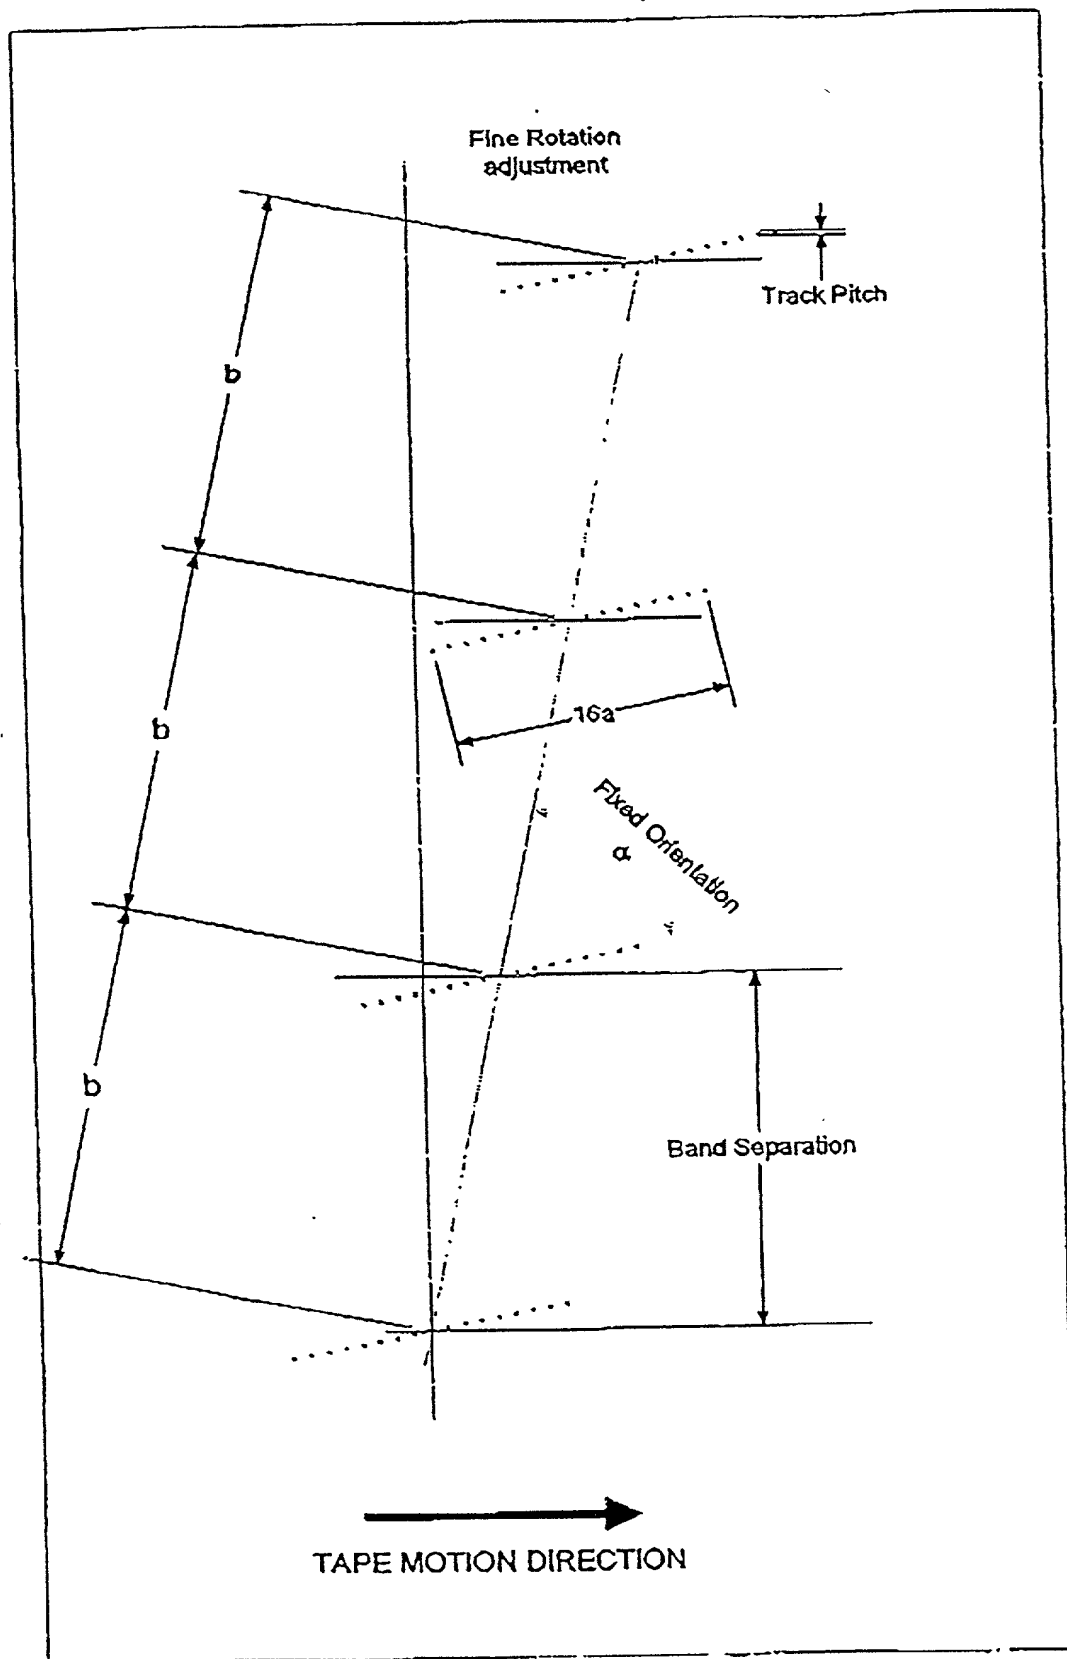 Fine Rotation
adjustment
Track Pitch
b
b
16a
Fixed Orientation
α
b
Band Separation
TAPE MOTION DIRECTION